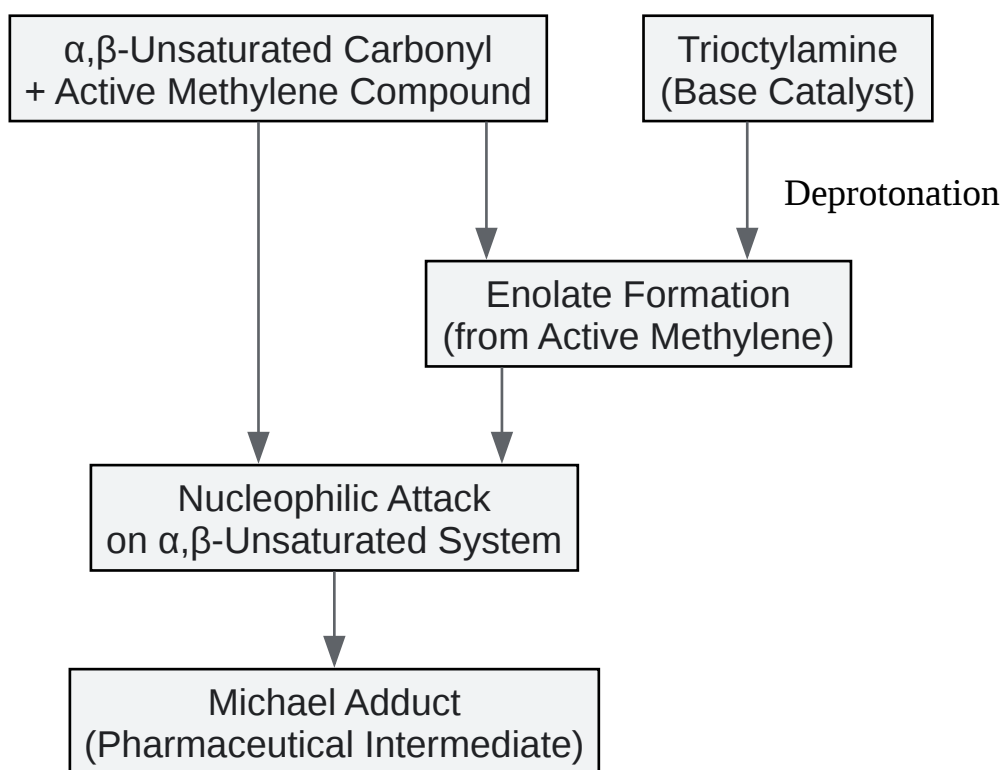 α,β-Unsaturated Carbonyl
+ Active Methylene Compound
Trioctylamine
(Base Catalyst)
Deprotonation
Enolate Formation
(from Active Methylene)
Nucleophilic Attack
on α,β-Unsaturated System
Michael Adduct
(Pharmaceutical Intermediate)